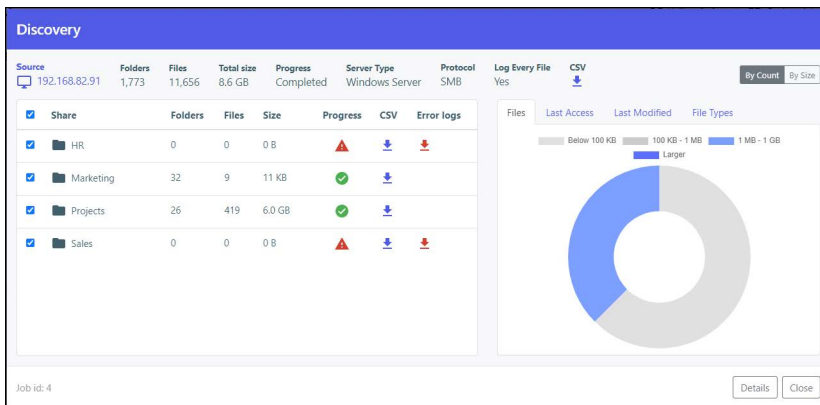 Discovery
Source Folders Files Total size Progress Server Type Protocol Log Every File CSV
192.168.82.91 1,773 11,656 8.6 GB Completed Windows Server SMB Yes
By Count By Size
Share Folders Files Size Progress CSV Error logs
HR 0 0 0 B
Marketing 32 9 11 KB
Projects 26 419 6.0 GB
Sales 0 0 0 B
Files Last Access Last Modified File Types
Below 100 KB 100 KB - 1 MB 1 MB - 1 GB
Larger
Job id: 4
Details Close